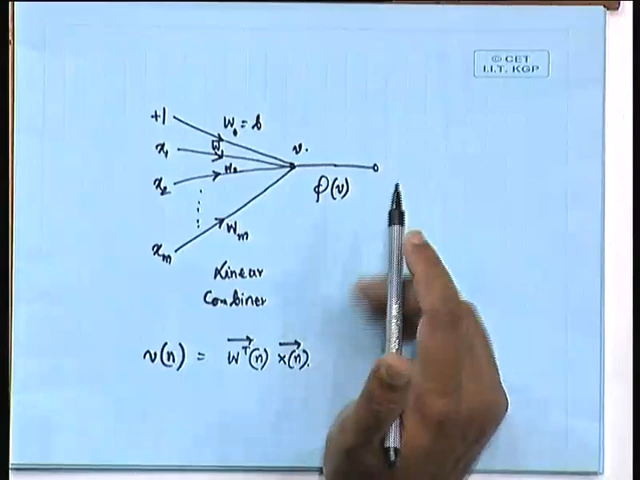 © CET
I.I.T. KGP
+1
W₀ = b
x₁
W₁
v.
x₂
W₂
φ(v)
xₘ
Wₘ
Linear
Combiner
v(n) = W⃗ᵀ(n) x⃗(n).